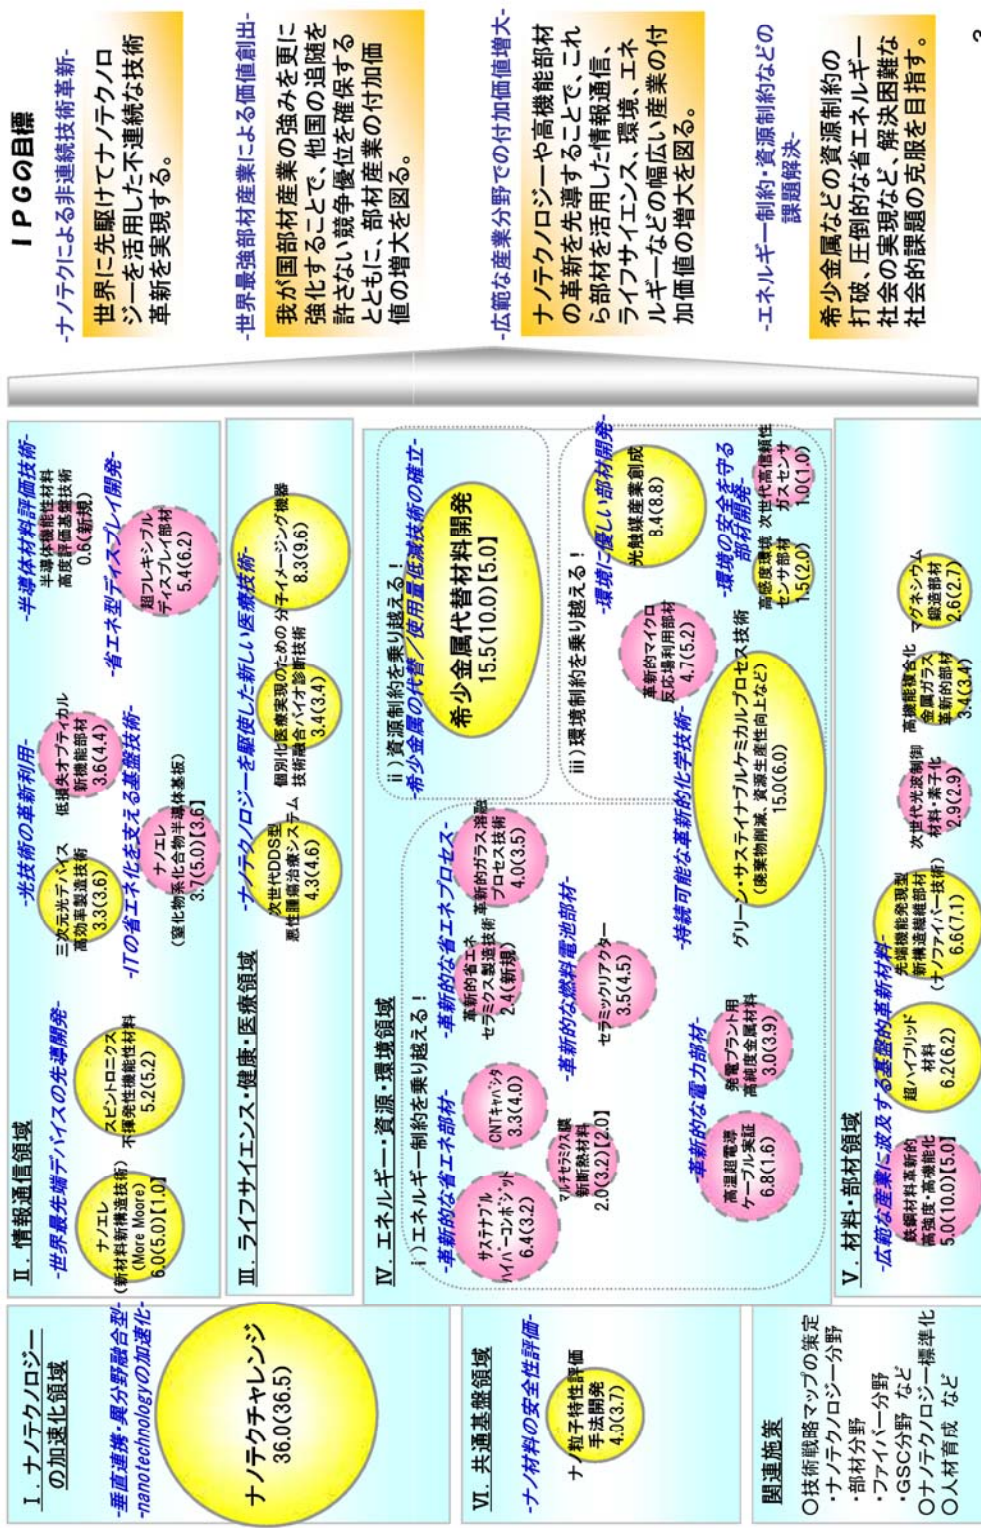 Ⅰ．ナノテクノロジー
の加速化領域
-垂直連携・異分野融合型-
-nanotechnologyの加速化-
ナノテクチャレンジ
36.0(36.5)
Ⅵ．共通基盤領域
-ナノ材料の安全性評価-
ナノ粒子特性評価
手法開発
4.0(3.7)
関連施策
○技術戦略マップの策定
・ナノテクノロジー分野
・部材分野
・ファイバー分野
・GSC分野 など
○ナノテクノロジー標準化
○人材育成 など
Ⅱ．情報通信領域
-世界最先端デバイスの先導開発-
ナノエレ
(新材料新構造技術)
(More Moore)
6.0(5.0)【1.0】
スピントロニクス
不揮発性機能性材料
5.2(5.2)
-光技術の革新利用-
三次元光デバイス
高効率製造技術
3.3(3.6)
低損失オプティカル
新機能部材
3.6(4.4)
-ITの省エネ化を支える基盤技術-
ナノエレ
(窒化物系化合物半導体基板)
3.7(5.0)【3.6】
-半導体材料評価技術-
半導体機能性材料
高度評価基盤技術
0.6(新規)
-省エネ型ディスプレイ開発-
超フレキシブル
ディスプレイ部材
5.4(6.2)
Ⅲ．ライフサイエンス・健康・医療領域
-ナノテクノロジーを駆使した新しい医療技術-
次世代DDS型
悪性腫瘍治療システム
4.3(4.6)
個別化医療実現のための
技術融合バイオ診断技術
3.4(3.4)
分子イメージング機器
8.3(9.6)
Ⅳ．エネルギー・資源・環境領域
ⅰ)エネルギー制約を乗り越える！
-革新的な省エネ部材-
サステナブル
ハイパーコンポジット
6.4(3.2)
CNTキャパシタ
3.3(4.0)
マルチセラミクス膜
新断熱材料
2.0(3.2)【2.0】
-革新的な省エネプロセス-
革新的省エネ
セラミクス製造技術
2.4(新規)
革新的ガラス溶融
プロセス技術
4.0(3.5)
-革新的な燃料電池部材-
セラミックリアクター
3.5(4.5)
-革新的な電力部材-
高温超電導
ケーブル実証
6.8(1.6)
発電プラント用
高純度金属材料
3.0(3.9)
ⅱ)資源制約を乗り越える！
-希少金属の代替／使用量低減技術の確立-
希少金属代替材料開発
15.5(10.0)【5.0】
ⅲ)環境制約を乗り越える！
-環境に優しい部材開発-
革新的マイクロ
反応場利用部材
4.7(5.2)
光触媒産業創成
8.4(8.8)
-持続可能な革新的化学技術-
グリーン・サステイナブルケミカルプロセス技術
(廃棄物削減、資源生産性向上など)
15.0(6.0)
-環境の安全を守る
部材開発-
高感度環境
センサ部材
1.5(2.0)
次世代高信頼性
ガスセンサ
1.0(1.0)
Ⅴ．材料・部材領域
-広範な産業に波及する基盤的革新材料-
鉄鋼材料革新的
高強度・高機能化
5.0(10.0)【5.0】
超ハイブリッド
材料
6.2(6.2)
先端機能発現型
新構造繊維部材
(ナノファイバー技術)
6.6(7.1)
次世代光波制御
材料・素子化
2.9(2.9)
高機能複合化
金属ガラス
革新的部材
3.4(3.4)
マグネシウム
鍛造部材
2.6(2.7)
ＩＰＧの目標
-ナノテクによる非連続技術革新-
世界に先駆けてナノテクノロ
ジーを活用した不連続な技術
革新を実現する。
-世界最強部材産業による価値創出-
我が国部材産業の強みを更に
強化することで、他国の追随を
許さない競争優位を確保する
とともに、部材産業の付加価
値の増大を図る。
-広範な産業分野での付加価値増大-
ナノテクノロジーや高機能部材
の革新を先導することで、これ
ら部材を活用した情報通信、
ライフサイエンス、環境、エネ
ルギーなどの幅広い産業の付
加価値の増大を図る。
-エネルギー制約・資源制約などの
課題解決-
希少金属などの資源制約の
打破、圧倒的な省エネルギー
社会の実現など、解決困難な
社会的課題の克服を目指す。